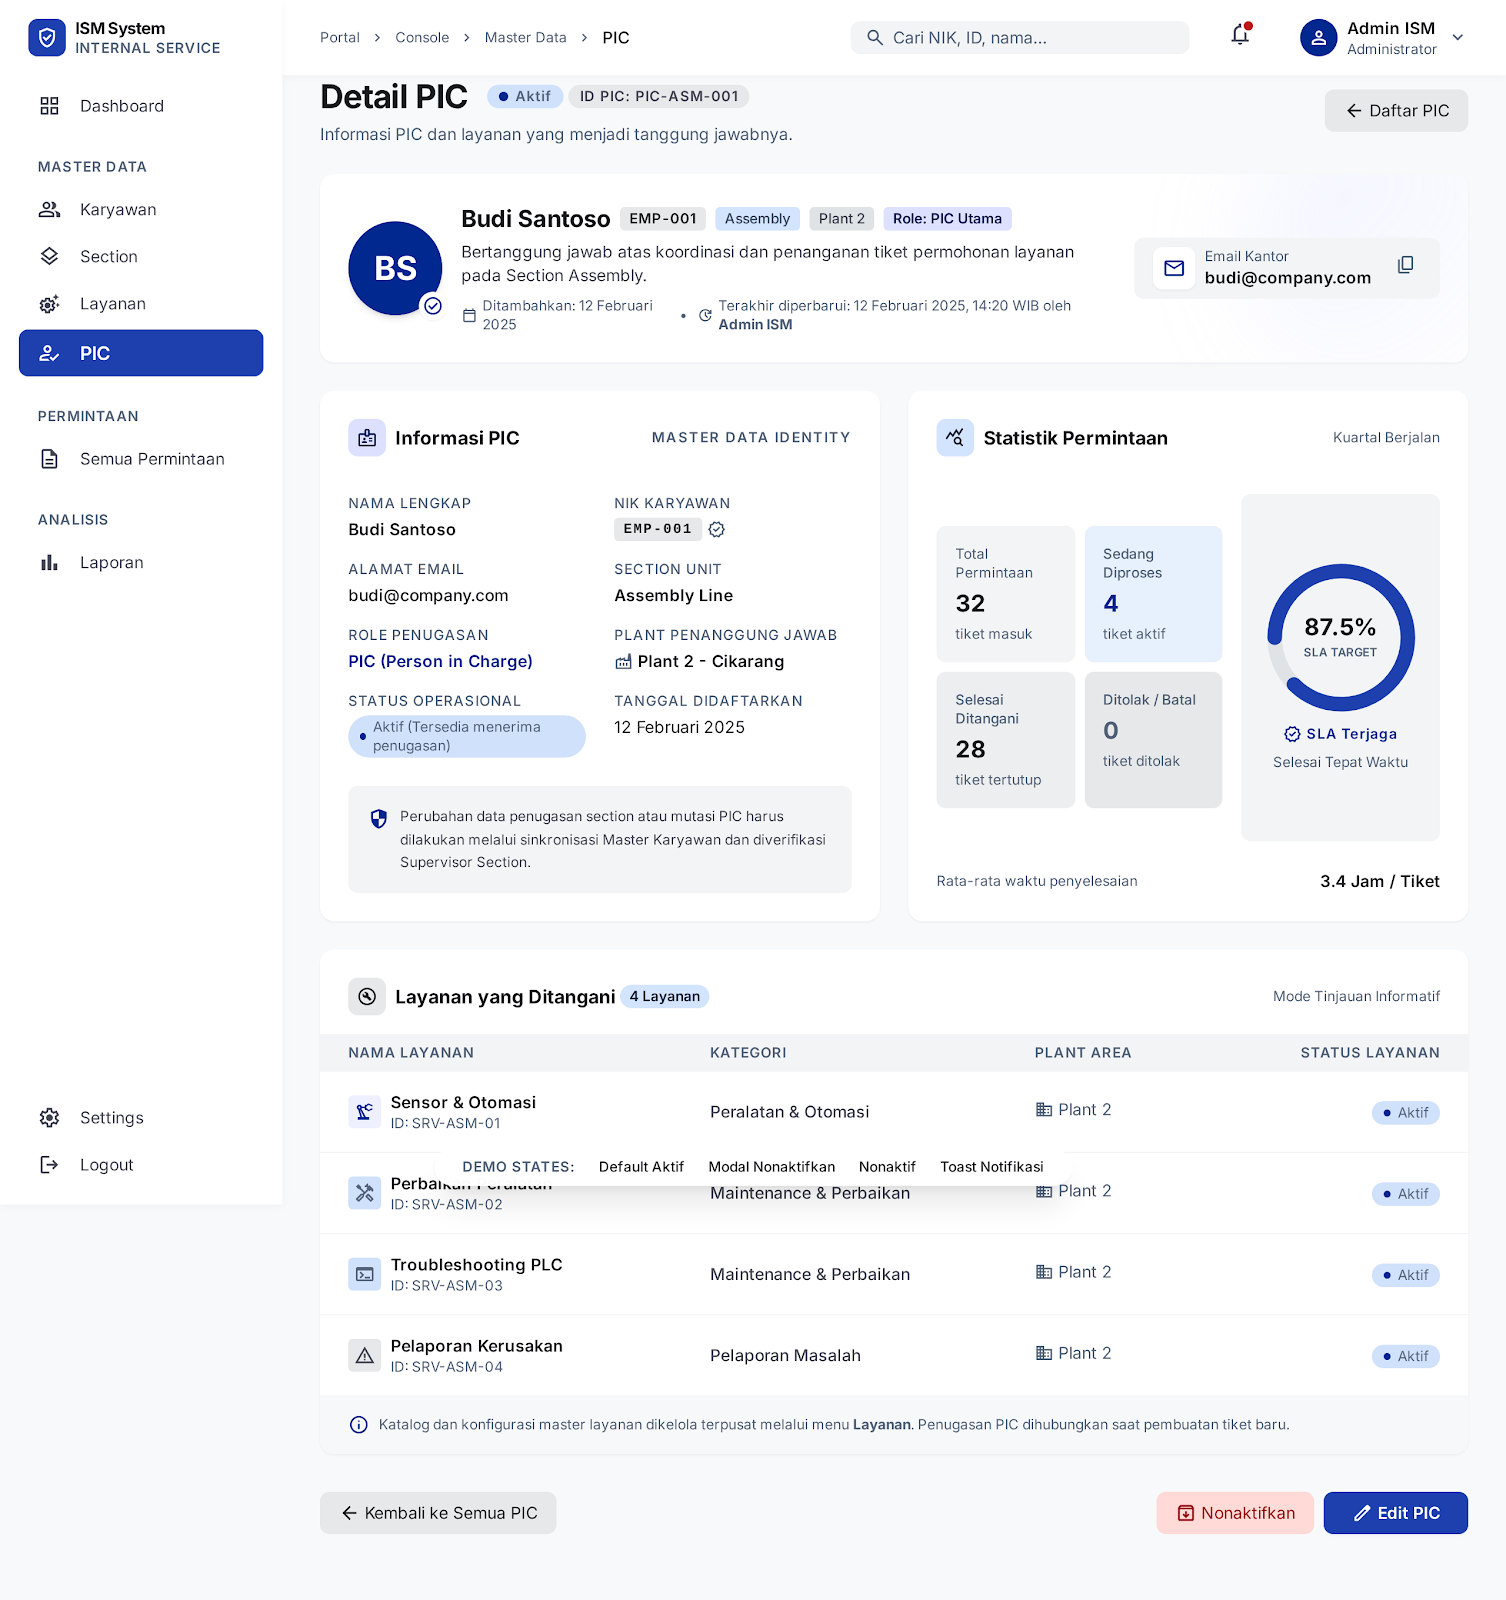 ISM System
INTERNAL SERVICE
Dashboard
MASTER DATA
Karyawan
Section
Layanan
PIC
PERMINTAAN
Semua Permintaan
ANALISIS
Laporan
Settings
Logout
Portal > Console > Master Data > PIC
Cari NIK, ID, nama...
Admin ISM
Administrator
Detail PIC
Aktif
ID PIC: PIC-ASM-001
Informasi PIC dan layanan yang menjadi tanggung jawabnya.
Daftar PIC
BS
Budi Santoso
EMP-001
Assembly
Plant 2
Role: PIC Utama
Bertanggung jawab atas koordinasi dan penanganan tiket permohonan layanan
pada Section Assembly.
Ditambahkan: 12 Februari
2025
•
Terakhir diperbarui: 12 Februari 2025, 14:20 WIB oleh
Admin ISM
Email Kantor
budi@company.com
Informasi PIC
MASTER DATA IDENTITY
NAMA LENGKAP
Budi Santoso
NIK KARYAWAN
EMP-001
ALAMAT EMAIL
budi@company.com
SECTION UNIT
Assembly Line
ROLE PENUGASAN
PIC (Person in Charge)
PLANT PENANGGUNG JAWAB
Plant 2 - Cikarang
STATUS OPERASIONAL
Aktif (Tersedia menerima
penugasan)
TANGGAL DIDAFTARKAN
12 Februari 2025
Perubahan data penugasan section atau mutasi PIC harus
dilakukan melalui sinkronisasi Master Karyawan dan diverifikasi
Supervisor Section.
Statistik Permintaan
Kuartal Berjalan
Total
Permintaan
32
tiket masuk
Sedang
Diproses
4
tiket aktif
Selesai
Ditangani
28
tiket tertutup
Ditolak / Batal
0
tiket ditolak
87.5%
SLA TARGET
SLA Terjaga
Selesai Tepat Waktu
Rata-rata waktu penyelesaian
3.4 Jam / Tiket
Layanan yang Ditangani
4 Layanan
Mode Tinjauan Informatif
NAMA LAYANAN KATEGORI PLANT AREA STATUS LAYANAN
Sensor & Otomasi
ID: SRV-ASM-01
Peralatan & Otomasi
Plant 2
Aktif
DEMO STATES: Default Aktif Modal Nonaktifkan Nonaktif Toast Notifikasi
Perbaikan Peralatan
ID: SRV-ASM-02
Maintenance & Perbaikan
Plant 2
Aktif
Troubleshooting PLC
ID: SRV-ASM-03
Maintenance & Perbaikan
Plant 2
Aktif
Pelaporan Kerusakan
ID: SRV-ASM-04
Pelaporan Masalah
Plant 2
Aktif
Katalog dan konfigurasi master layanan dikelola terpusat melalui menu Layanan. Penugasan PIC dihubungkan saat pembuatan tiket baru.
Kembali ke Semua PIC
Nonaktifkan
Edit PIC